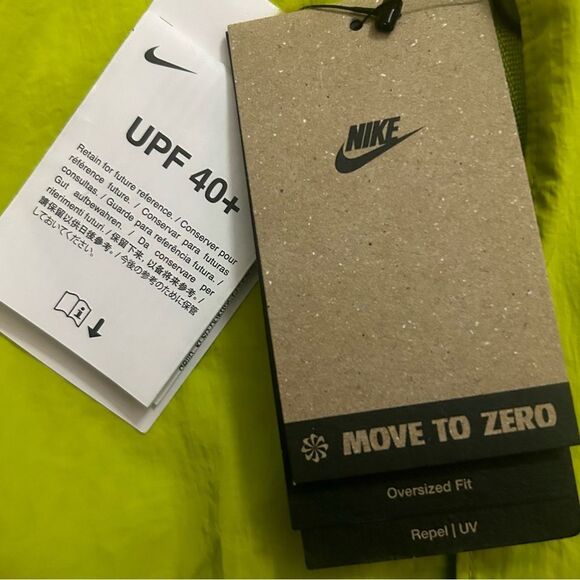 UPF 40+
Retain for future reference. / Conserver pour
référence future. / Conservar para futuras
consultas. / Guarde para referência futura. /
Gut aufbewahren. / Da conservare per
riferimenti futuri. / 保留下来, 以备将来参考。 /
請保留以供日後參考。 / 今後の参考のために保管
しておいてください。
NIKE
MOVE TO ZERO
Oversized Fit
Repel | UV